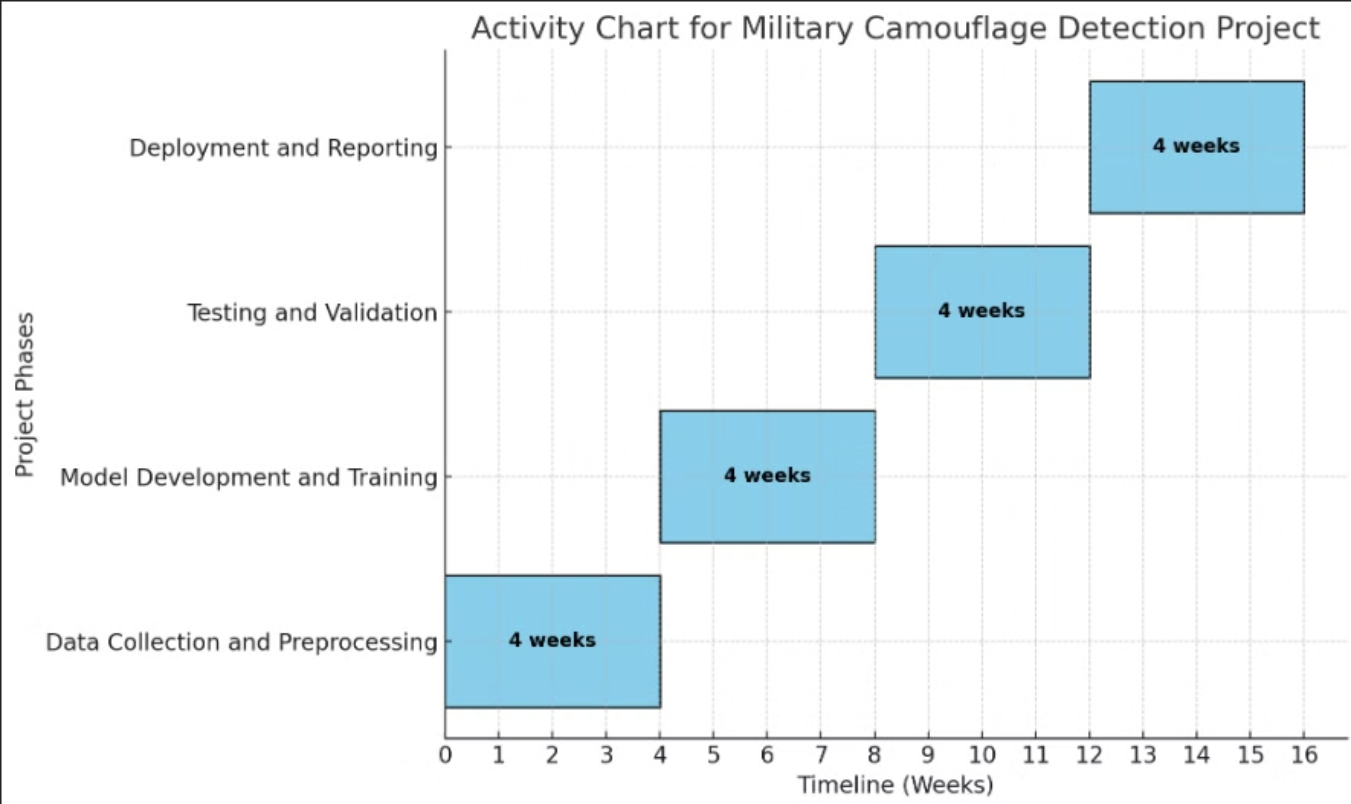 Activity Chart for Military Camouflage Detection Project
Deployment and Reporting
4 weeks
Testing and Validation
4 weeks
Model Development and Training
4 weeks
Data Collection and Preprocessing
4 weeks
Project Phases
0 1 2 3 4 5 6 7 8 9 10 11 12 13 14 15 16
Timeline (Weeks)